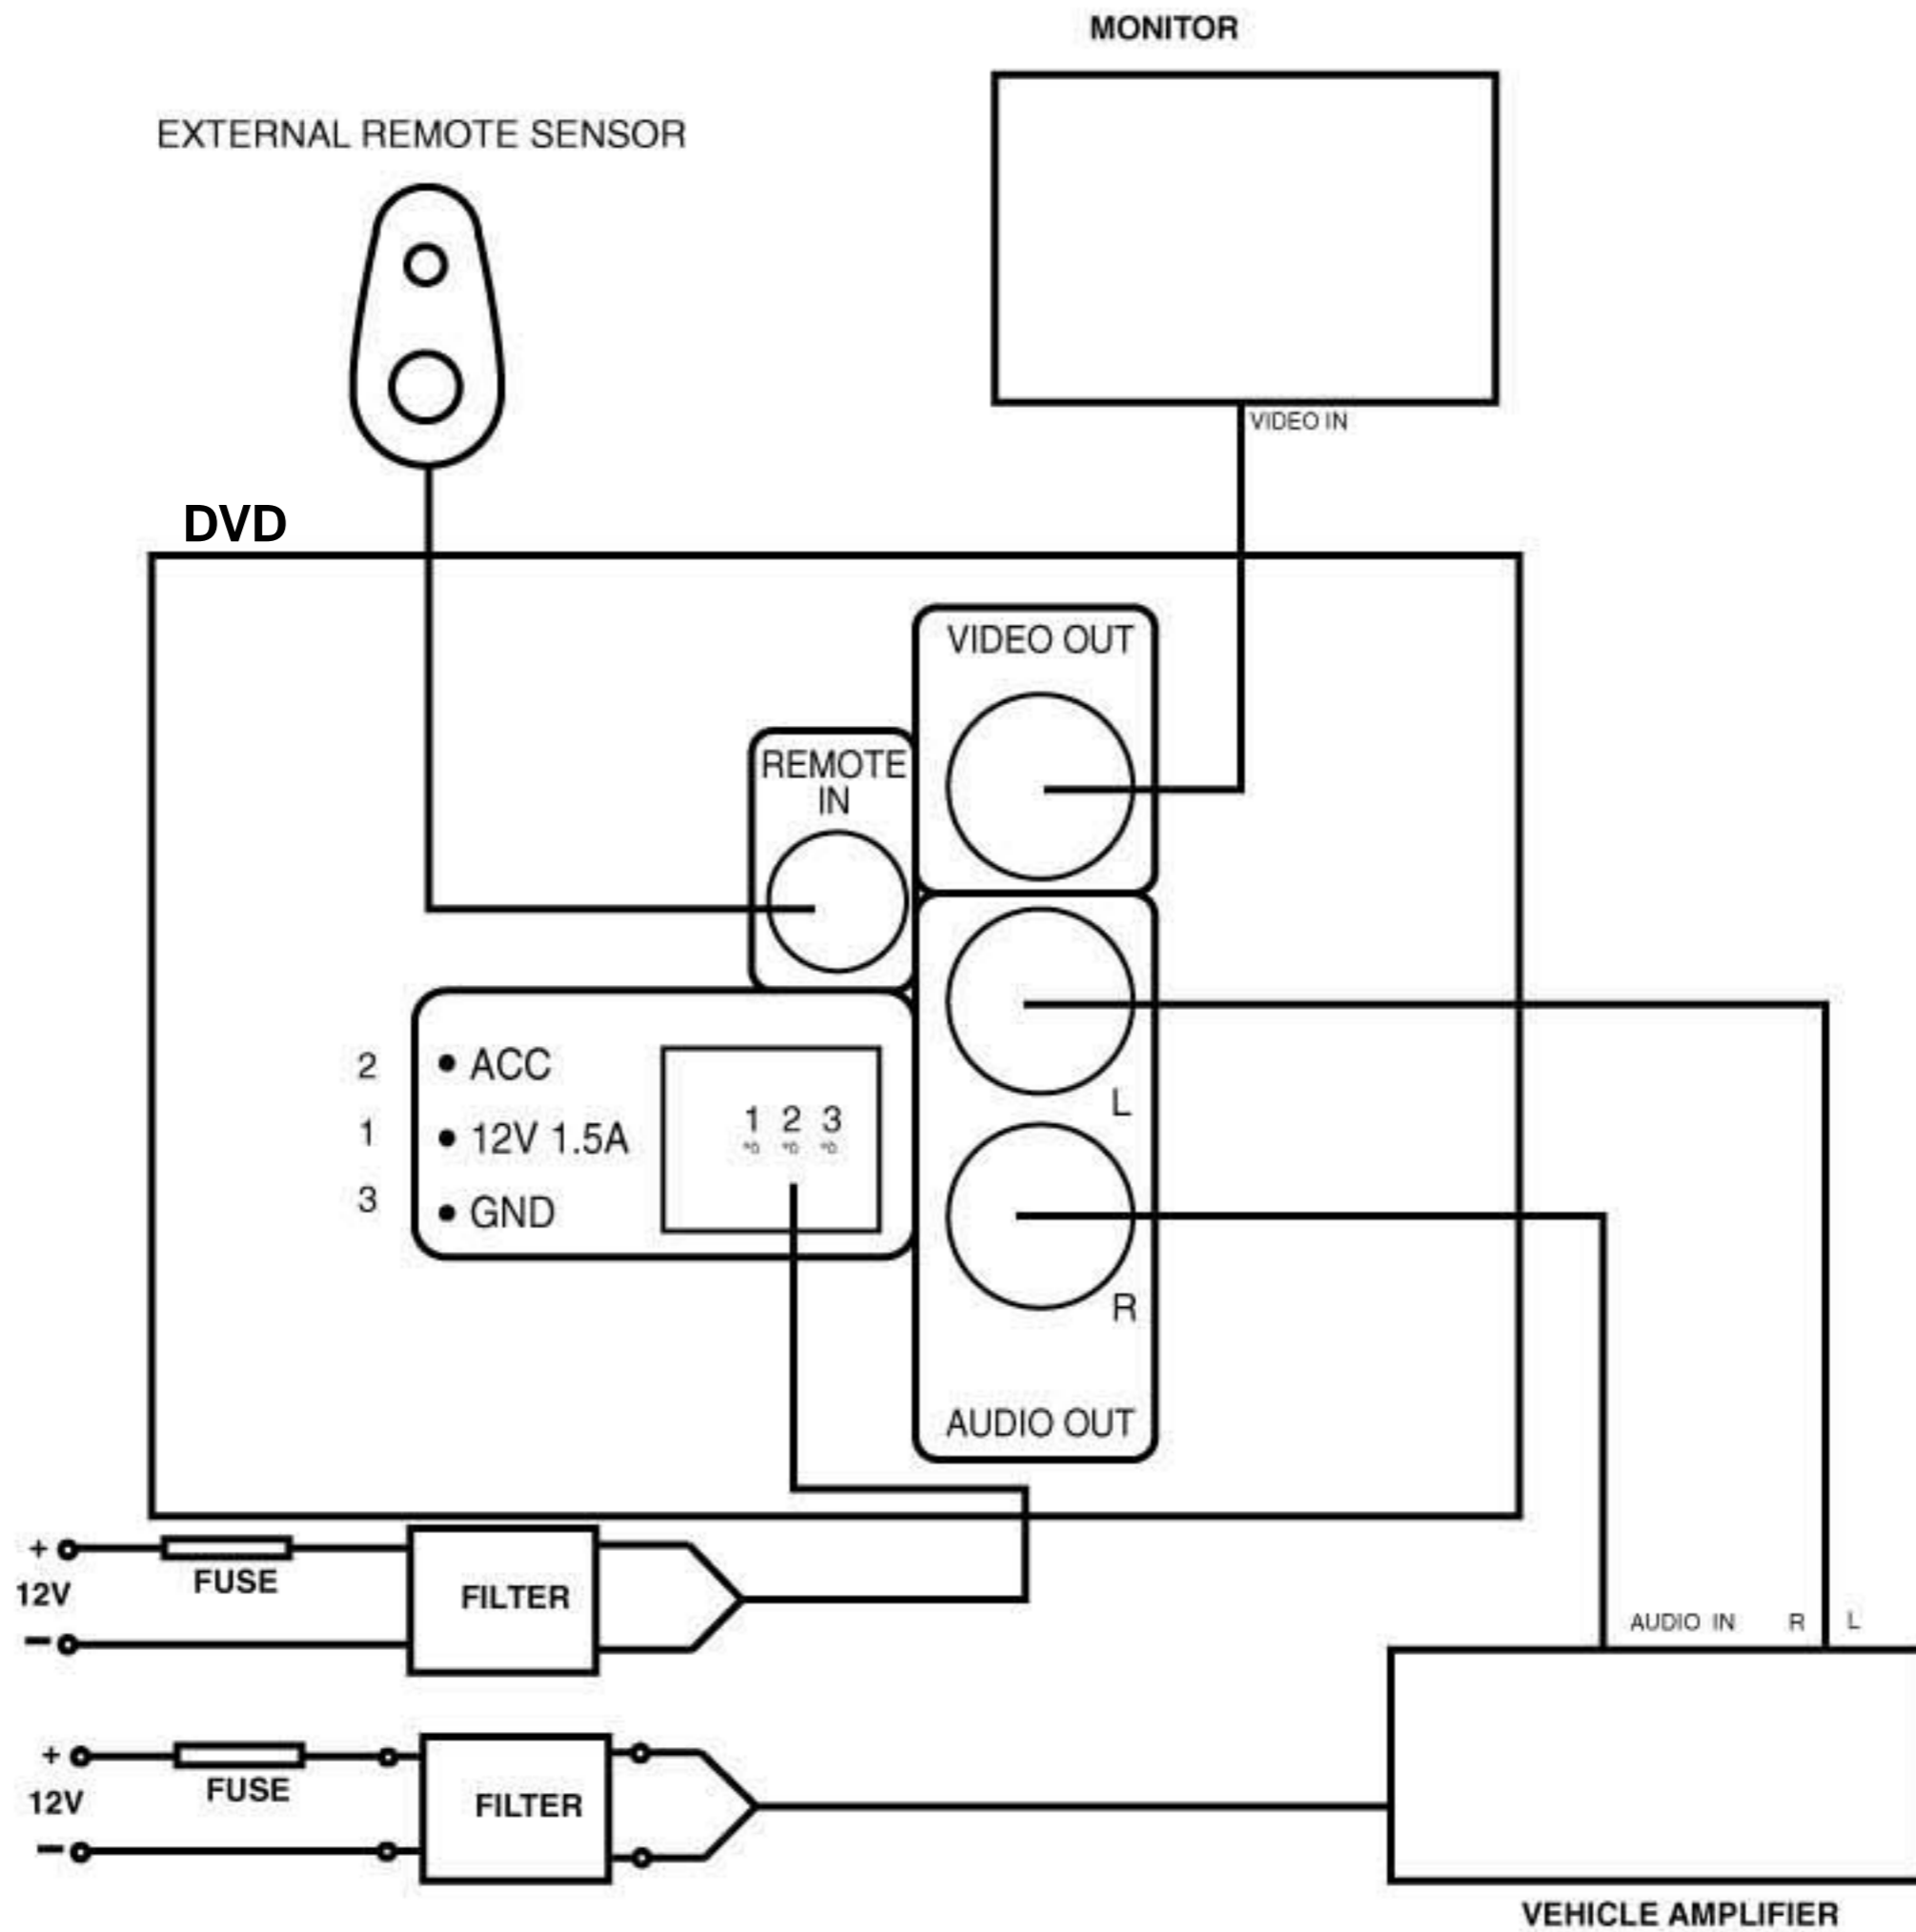 MONITOR
EXTERNAL REMOTE SENSOR
VIDEO IN
DVD
VIDEO OUT
REMOTE
IN
2 • ACC
1 • 12V 1.5A
3 • GND
1 2 3
L
R
AUDIO OUT
+
12V
−
FUSE
FILTER
AUDIO IN R L
+
12V
−
FUSE
FILTER
VEHICLE AMPLIFIER